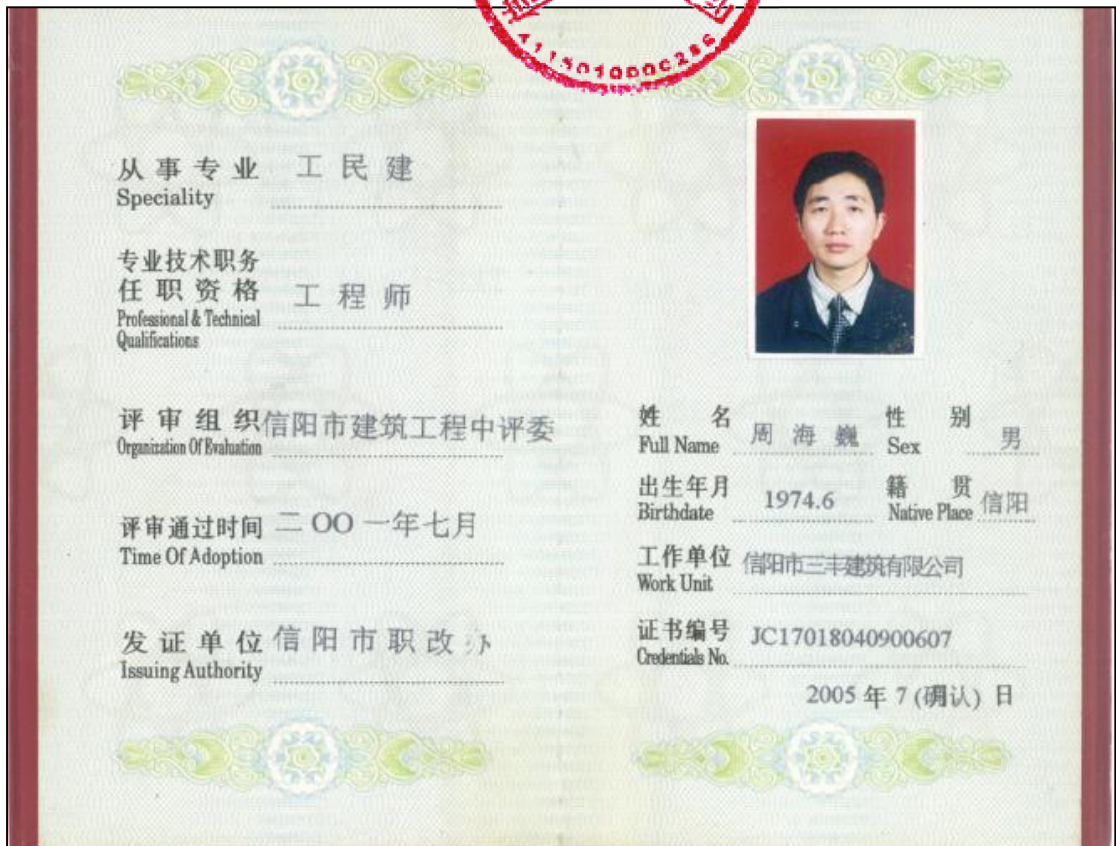 4115010000286
从事专业 工民建
Speciality
专业技术职务
任职资格 工程师
Professional & Technical
Qualifications
评审组织 信阳市建筑工程中评委
Organization Of Evaluation
评审通过时间 二OO一年七月
Time Of Adoption
发证单位 信阳市职改办
Issuing Authority
姓名 周海巍 性别 男
Full Name Sex
出生年月 1974.6 籍贯 信阳
Birthdate Native Place
工作单位 信阳市三丰建筑有限公司
Work Unit
证书编号 JC17018040900607
Credentials No.
2005 年 7 (确认) 日